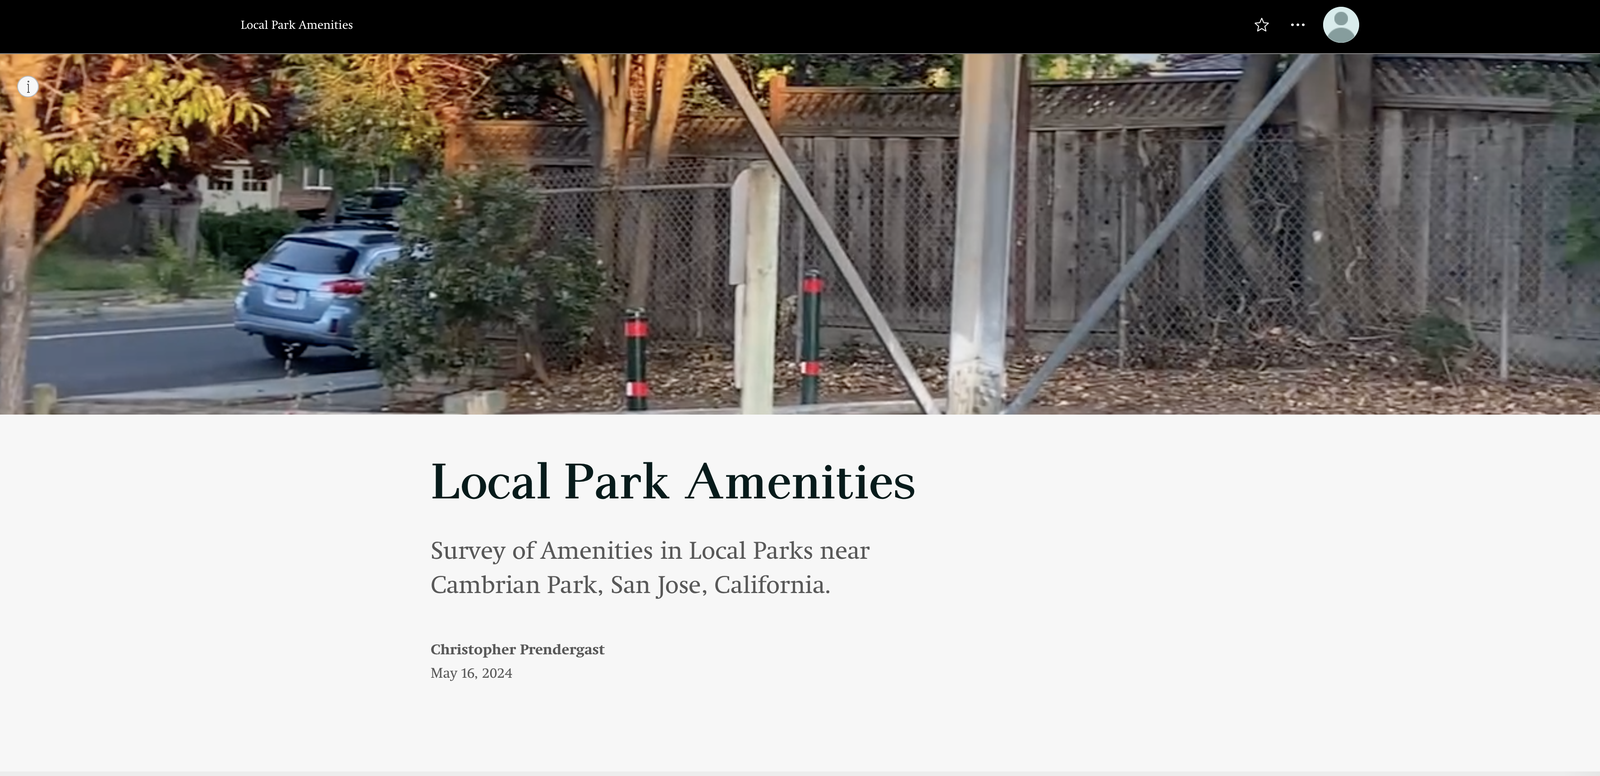 Local Park Amenities
i
Local Park Amenities
Survey of Amenities in Local Parks near
Cambrian Park, San Jose, California.
Christopher Prendergast
May 16, 2024